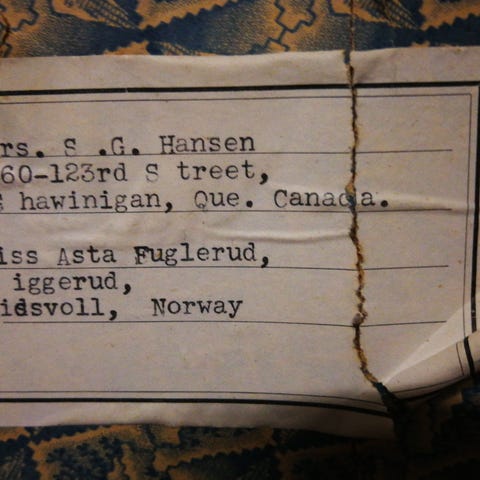 rs. S .G. Hansen
60-123rd S treet,
S hawinigan, Que. Canada.
iss Asta Fuglerud,
iggerud,
idsvoll, Norway